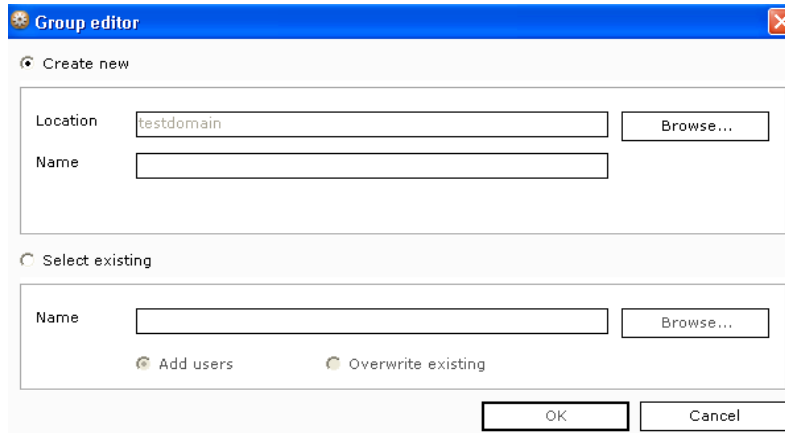 Group editor
Create new
Location testdomain Browse...
Name
Select existing
Name Browse...
Add users Overwrite existing
OK Cancel